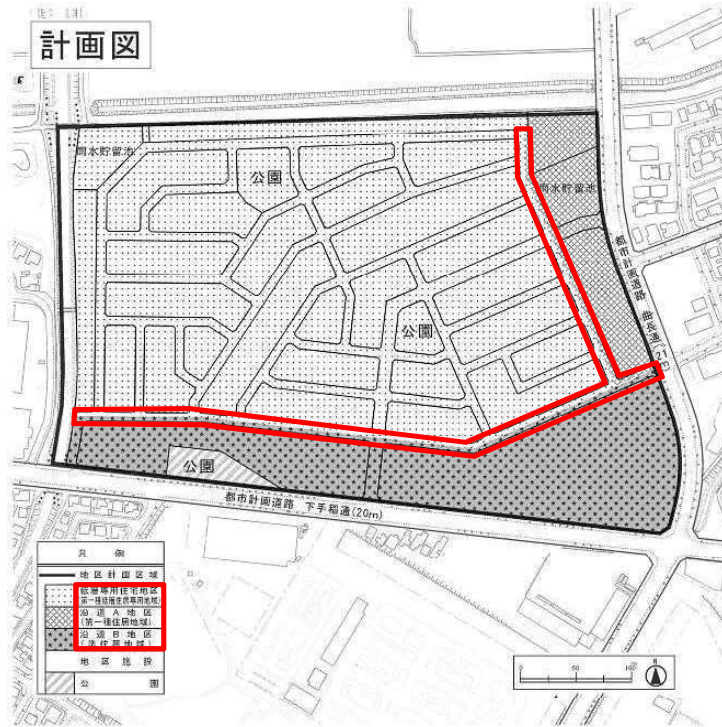 計画図
雨水貯留池
公園
雨水貯留池
都市計画道路 曲長通(21m)
公園
公園
都市計画道路 下手稲通(20m)
凡 例
地区計画区域
低層専用住宅地区
(第一種低層住居専用地域)
沿道A地区
(第一種住居地域)
沿道B地区
(準住居地域)
地区施設
公 園
0 50 100
N